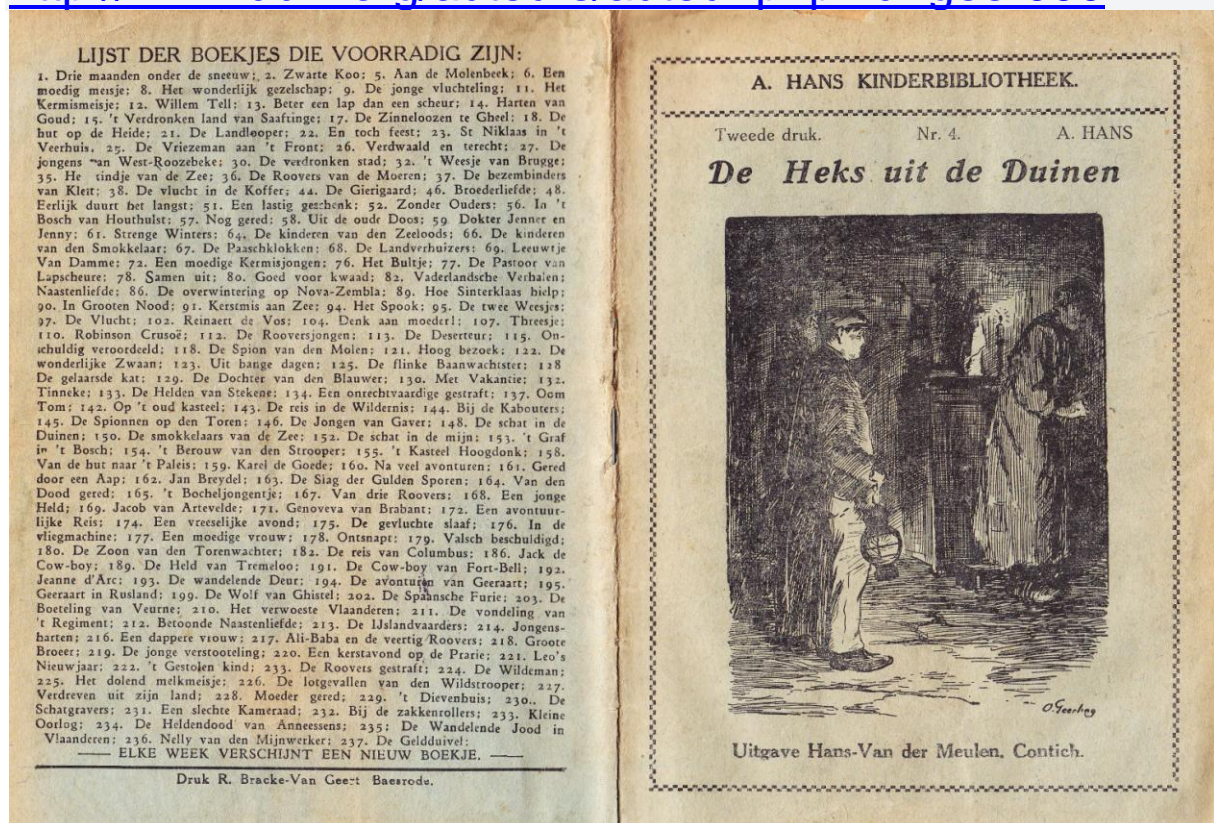 LIJST DER BOEKJES DIE VOORRADIG ZIJN:
1. Drie maanden onder de sneeuw; 2. Zwarte Koo; 5. Aan de Molenbeek; 6. Een
moedig meisje; 8. Het wonderlijk gezelschap; 9. De jonge vluchteling; 11. Het
Kermismeisje; 12. Willem Tell; 13. Beter een lap dan een scheur; 14. Harten van
Goud; 15. 't Verdronken land van Saaftinge; 17. De Zinneloozen te Gheel; 18. De
hut op de Heide; 21. De Landlooper; 22. En toch feest; 23. St Niklaas in 't
Veerhuis. 25. De Vriezeman aan 't Front; 26. Verdwaald en terecht; 27. De
jongens van West-Roozebeke; 30. De verdronken stad; 32. 't Weesje van Brugge;
35. He kindje van de Zee; 36. De Roovers van de Moeren; 37. De bezembinders
van Kleit; 38. De vlucht in de Koffer; 44. De Gierigaard; 46. Broederliefde; 48.
Eerlijk duurt het langst; 51. Een lastig geschenk; 52. Zonder Ouders; 56. In 't
Bosch van Houthulst; 57. Nog gered; 58. Uit de oude Doos; 59 Dokter Jenner en
Jenny; 61. Strenge Winters; 64. De kinderen van den Zeeloods; 66. De kinderen
van den Smokkelaar; 67. De Paaschklokken; 68. De Landverhuizers; 69. Leeuwtje
Van Damme; 72. Een moedige Kermisjongen; 76. Het Bultje; 77. De Pastoor van
Lapscheure; 78. Samen uit; 80. Goed voor kwaad; 82. Vaderlandsche Verhalen;
Naastenliefde; 86. De overwintering op Nova-Zembla; 89. Hoe Sinterklaas hielp;
90. In Grooten Nood; 91. Kerstmis aan Zee; 94. Het Spook; 95. De twee Weesjes;
97. De Vlucht; 102. Reinaert de Vos; 104. Denk aan moeder!; 107. Threesje;
110. Robinson Crusoë; 112. De Rooversjongen; 113. De Deserteur; 115. On-
schuldig veroordeeld; 118. De Spion van den Molen; 121. Hoog bezoek; 122. De
wonderlijke Zwaan; 123. Uit bange dagen; 125. De flinke Baanwachtster; 128
De gelaarsde kat; 129. De Dochter van den Blauwer; 130. Met Vakantie; 132.
Tinneke; 133. De Helden van Stekene; 134. Een onrechtvaardige gestraft; 137. Oom
Tom; 142. Op 't oud kasteel; 143. De reis in de Wildernis; 144. Bij de Kabouters;
145. De Spionnen op den Toren; 146. De Jongen van Gaver; 148. De schat in de
Duinen; 150. De smokkelaars van de Zee; 152. De schat in de mijn; 153. 't Graf
in 't Bosch; 154. 't Berouw van den Strooper; 155. 't Kasteel Hoogdonk; 158.
Van de hut naar 't Paleis; 159. Karel de Goede; 160. Na veel avonturen; 161. Gered
door een Aap; 162. Jan Breydel; 163. De Slag der Gulden Sporen; 164. Van den
Dood gered; 165. 't Bocheljongentje; 167. Van drie Roovers; 168. Een jonge
Held; 169. Jacob van Artevelde; 171. Genoveva van Brabant; 172. Een avontuur-
lijke Reis; 174. Een vreeselijke avond; 175. De gevluchte slaaf; 176. In de
vliegmachine; 177. Een moedige vrouw; 178. Ontsnapt; 179. Valsch beschuldigd;
180. De Zoon van den Torenwachter; 182. De reis van Columbus; 186. Jack de
Cow-boy; 189. De Held van Tremeloo; 191. De Cow-boy van Fort-Bell; 192.
Jeanne d'Arc; 193. De wandelende Deur; 194. De avonturen van Geeraart; 195.
Geeraart in Rusland; 199. De Wolf van Ghistel; 202. De Spaansche Furie; 203. De
Boeteling van Veurne; 210. Het verwoeste Vlaanderen; 211. De vondeling van
't Regiment; 212. Betoonde Naastenliefde; 213. De IJslandvaarders; 214. Jongens-
harten; 216. Een dappere vrouw; 217. Ali-Baba en de veertig Roovers; 218. Groote
Broer; 219. De jonge verstooteling; 220. Een kerstavond op de Prarie; 221. Leo's
Nieuwjaar; 222. 't Gestolen kind; 233. De Roovers gestraft; 224. De Wildeman;
225. Het dolend melkmeisje; 226. De lotgevallen van den Wildstrooper; 227.
Verdreven uit zijn land; 228. Moeder gered; 229. 't Dievenhuis; 230.. De
Schatgravers; 231. Een slechte Kameraad; 232. Bij de zakkenrollers; 233. Kleine
Oorlog; 234. De Heldendood van Anneessens; 235; De Wandelende Jood in
Vlaanderen; 236. Nelly van den Mijnwerker; 237. De Geldduivel;
—— ELKE WEEK VERSCHIJNT EEN NIEUW BOEKJE. ——
Druk R. Bracke-Van Geert Baesrode.
A. HANS KINDERBIBLIOTHEEK.
Tweede druk. Nr. 4. A. HANS
De Heks uit de Duinen
O. Geerling
Uitgave Hans-Van der Meulen, Contich.